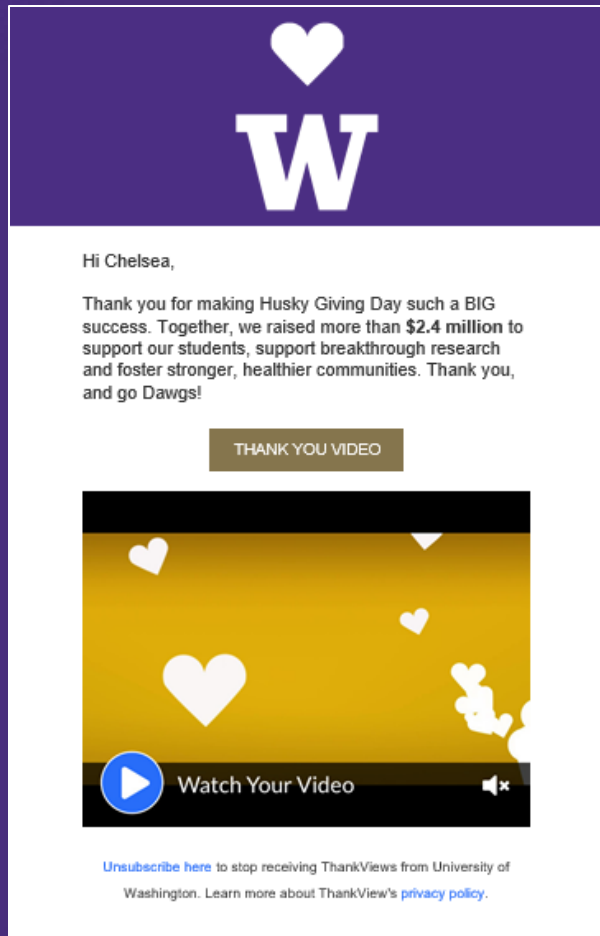 W
Hi Chelsea,
Thank you for making Husky Giving Day such a BIG
success. Together, we raised more than $2.4 million to
support our students, support breakthrough research
and foster stronger, healthier communities. Thank you,
and go Dawgs!
THANK YOU VIDEO
Watch Your Video
Unsubscribe here to stop receiving ThankViews from University of
Washington. Learn more about ThankView's privacy policy.